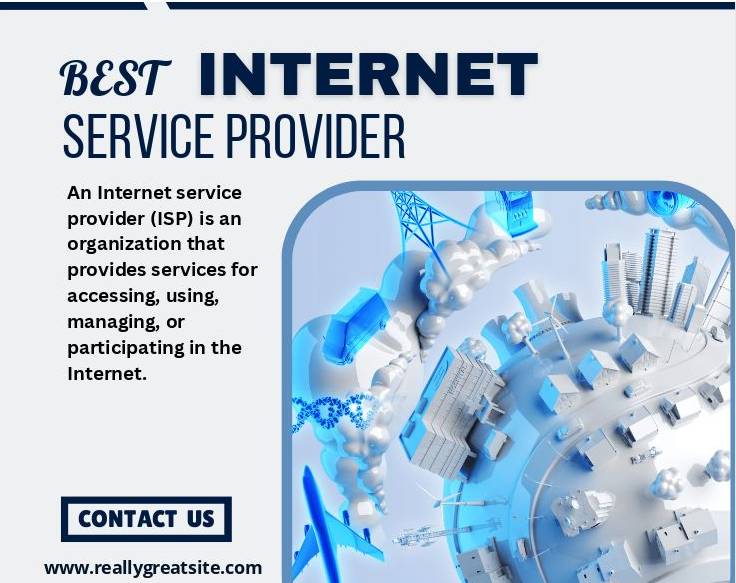 BEST INTERNET
SERVICE PROVIDER
An Internet service
provider (ISP) is an
organization that
provides services for
accessing, using,
managing, or
participating in the
Internet.
CONTACT US
www.reallygreatsite.com